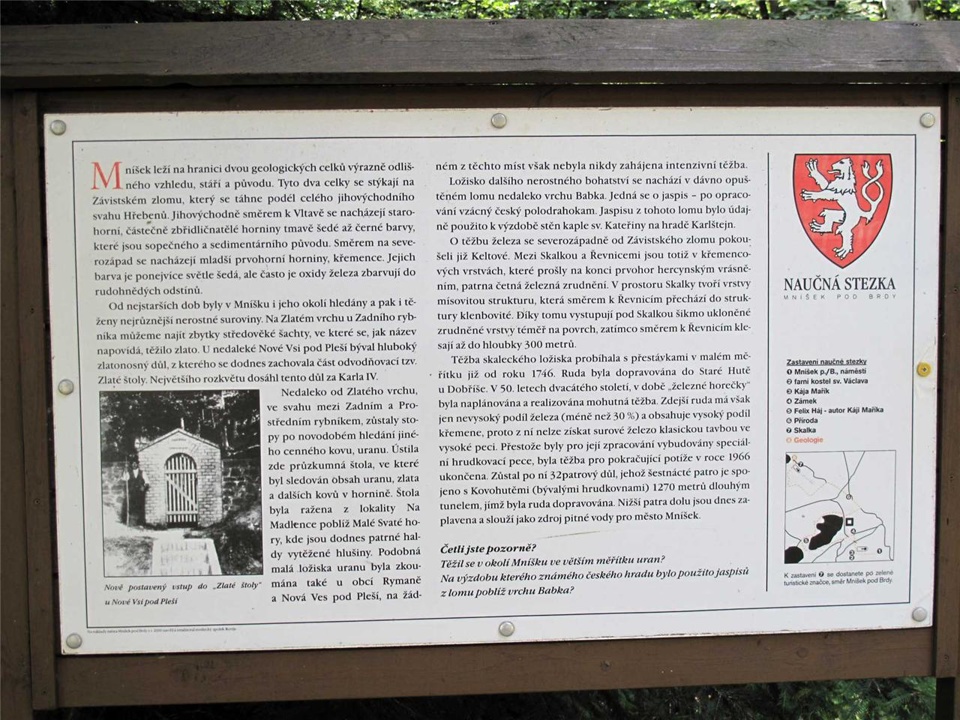 Mníšek leží na hranici dvou geologických celků výrazně odliš-
ného vzhledu, stáří a původu. Tyto dva celky se stýkají na
Závistském zlomu, který se táhne podél celého jihovýchodního
svahu Hřebenů. Jihovýchodně směrem k Vltavě se nacházejí staro-
horní, částečně zbřidličnatělé horniny tmavě šedé až černé barvy,
které jsou sopečného a sedimentárního původu. Směrem na seve-
rozápad se nacházejí mladší prvohorní horniny, křemence. Jejich
barva je ponejvíce světle šedá, ale často je oxidy železa zbarvují do
rudohnědých odstínů.
Od nejstarších dob byly v Mníšku i jeho okolí hledány a pak i tě-
ženy nejrůznější nerostné suroviny. Na Zlatém vrchu u Zadního ryb-
níka můžeme najít zbytky středověké šachty, ve které se, jak název
napovídá, těžilo zlato. U nedaleké Nové Vsi pod Pleší býval hluboký
zlatonosný důl, z kterého se dodnes zachovala část odvodňovací tzv.
Zlaté štoly. Největšího rozkvětu dosáhl tento důl za Karla IV.
Nedaleko od Zlatého vrchu,
ve svahu mezi Zadním a Pro-
středním rybníkem, zůstaly sto-
py po novodobém hledání jiné-
ho cenného kovu, uranu. Ústila
zde průzkumná štola, ve které
byl sledován obsah uranu, zlata
a dalších kovů v hornině. Štola
byla ražena z lokality Na
Madlence poblíž Malé Svaté ho-
ry, kde jsou dodnes patrné hal-
dy vytěžené hlušiny. Podobná
malá ložiska uranu byla zkou-
mána také u obcí Rymaně
a Nová Ves pod Pleší, na žád-
Nově postavený vstup do „Zlaté štoly"
u Nové Vsi pod Pleší
ném z těchto míst však nebyla nikdy zahájena intenzivní těžba.
Ložisko dalšího nerostného bohatství se nachází v dávno opuš-
těném lomu nedaleko vrchu Babka. Jedná se o jaspis – po opraco-
vání vzácný český polodrahokam. Jaspisu z tohoto lomu bylo údaj-
ně použito k výzdobě stěn kaple sv. Kateřiny na hradě Karlštejn.
O těžbu železa se severozápadně od Závistského zlomu pokou-
šeli již Keltové. Mezi Skalkou a Řevnicemi jsou totiž v křemenco-
vých vrstvách, které prošly na konci prvohor hercynským vrásně-
ním, patrna četná železná zrudnění. V prostoru Skalky tvoří vrstvy
mísovitou strukturu, která směrem k Řevnicím přechází do struk-
tury klenbovité. Díky tomu vystupují pod Skalkou šikmo ukloněné
zrudněné vrstvy téměř na povrch, zatímco směrem k Řevnicím kle-
sají až do hloubky 300 metrů.
Těžba skaleckého ložiska probíhala s přestávkami v malém mě-
řítku již od roku 1746. Ruda byla dopravována do Staré Hutě
u Dobříše. V 50. letech dvacátého století, v době „železné horečky"
byla naplánována a realizována mohutná těžba. Zdejší ruda má však
jen nevysoký podíl železa (méně než 30 %) a obsahuje vysoký podíl
křemene, proto z ní nelze získat surové železo klasickou tavbou ve
vysoké peci. Přestože byly pro její zpracování vybudovány speciál-
ní hrudkovací pece, byla těžba pro pokračující potíže v roce 1966
ukončena. Zůstal po ní 32patrový důl, jehož šestnácté patro je spo-
jeno s Kovohutěmi (bývalými hrudkovnami) 1270 metrů dlouhým
tunelem, jímž byla ruda dopravována. Nižší patra dolu jsou dnes za-
plavena a slouží jako zdroj pitné vody pro město Mníšek.
Četli jste pozorně?
Těžil se v okolí Mníšku ve větším měřítku uran?
Na výzdobu kterého známého českého hradu bylo použito jaspisů
z lomu poblíž vrchu Babka?
NAUČNÁ STEZKA
MNÍŠEK POD BRDY
Zastavení naučné stezky
1 Mníšek p./B., náměstí
2 farní kostel sv. Václava
3 Kája Mařík
4 Zámek
5 Felix Háj - autor Káji Maříka
6 Příroda
7 Skalka
8 Geologie
K zastavení 7 se dostanete po zelené
turistické značce, směr Mníšek pod Brdy.